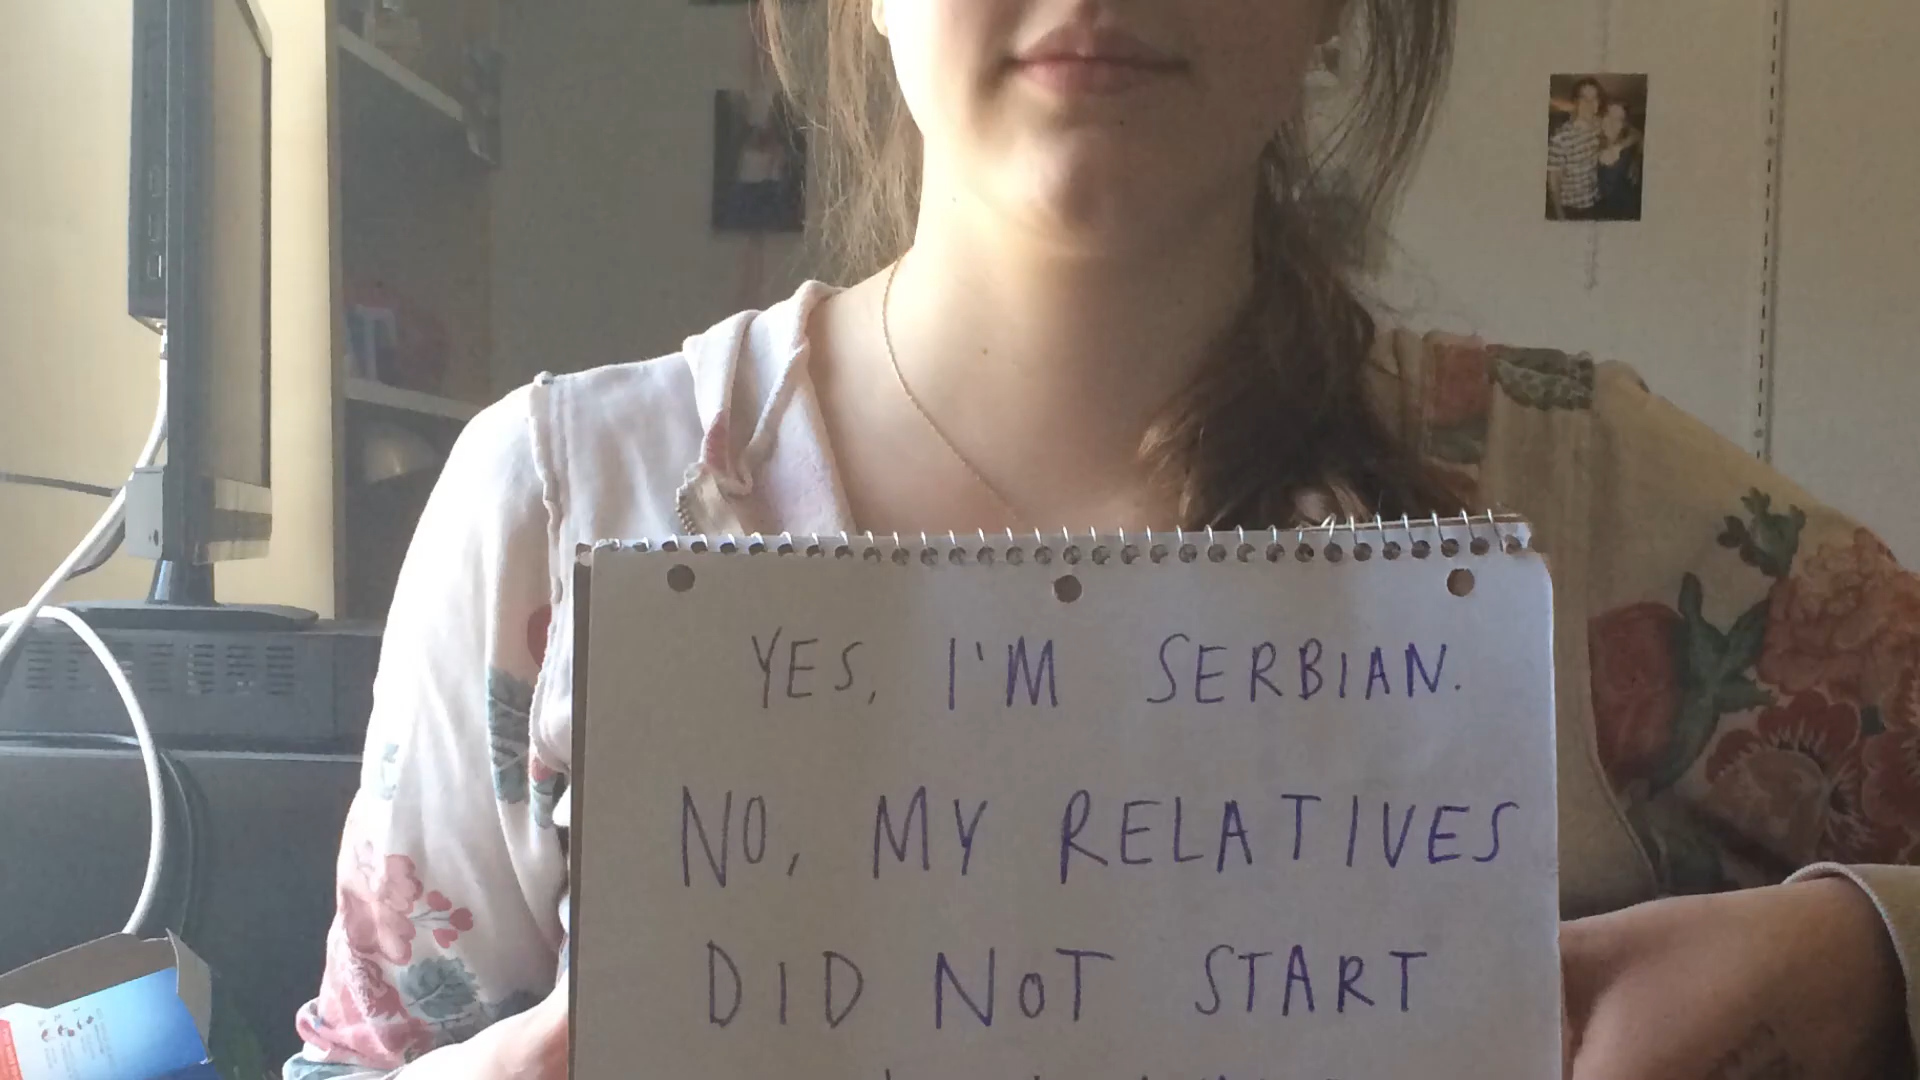 YES, I'M SERBIAN.
NO, MY RELATIVES
DID NOT START